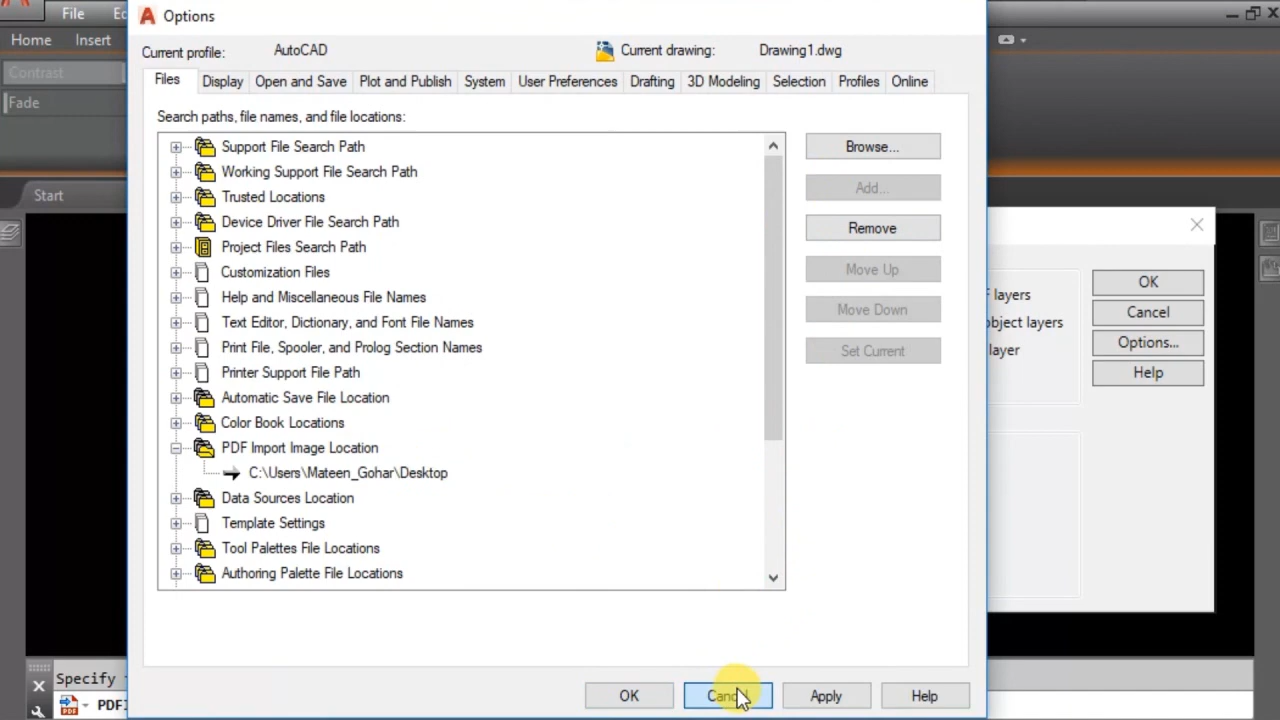 File
Options
Home Insert
Current profile: AutoCAD Current drawing: Drawing1.dwg
Contrast
Fade
Files Display Open and Save Plot and Publish System User Preferences Drafting 3D Modeling Selection Profiles Online
Search paths, file names, and file locations:
Support File Search Path
Working Support File Search Path
Trusted Locations
Device Driver File Search Path
Project Files Search Path
Customization Files
Help and Miscellaneous File Names
Text Editor, Dictionary, and Font File Names
Print File, Spooler, and Prolog Section Names
Printer Support File Path
Automatic Save File Location
Color Book Locations
PDF Import Image Location
C:\Users\Mateen_Gohar\Desktop
Data Sources Location
Template Settings
Tool Palettes File Locations
Authoring Palette File Locations
Browse...
Add...
Remove
Move Up
Move Down
Set Current
Start
layers
object layers
layer
OK
Cancel
Options...
Help
OK Cancel Apply Help
Specify